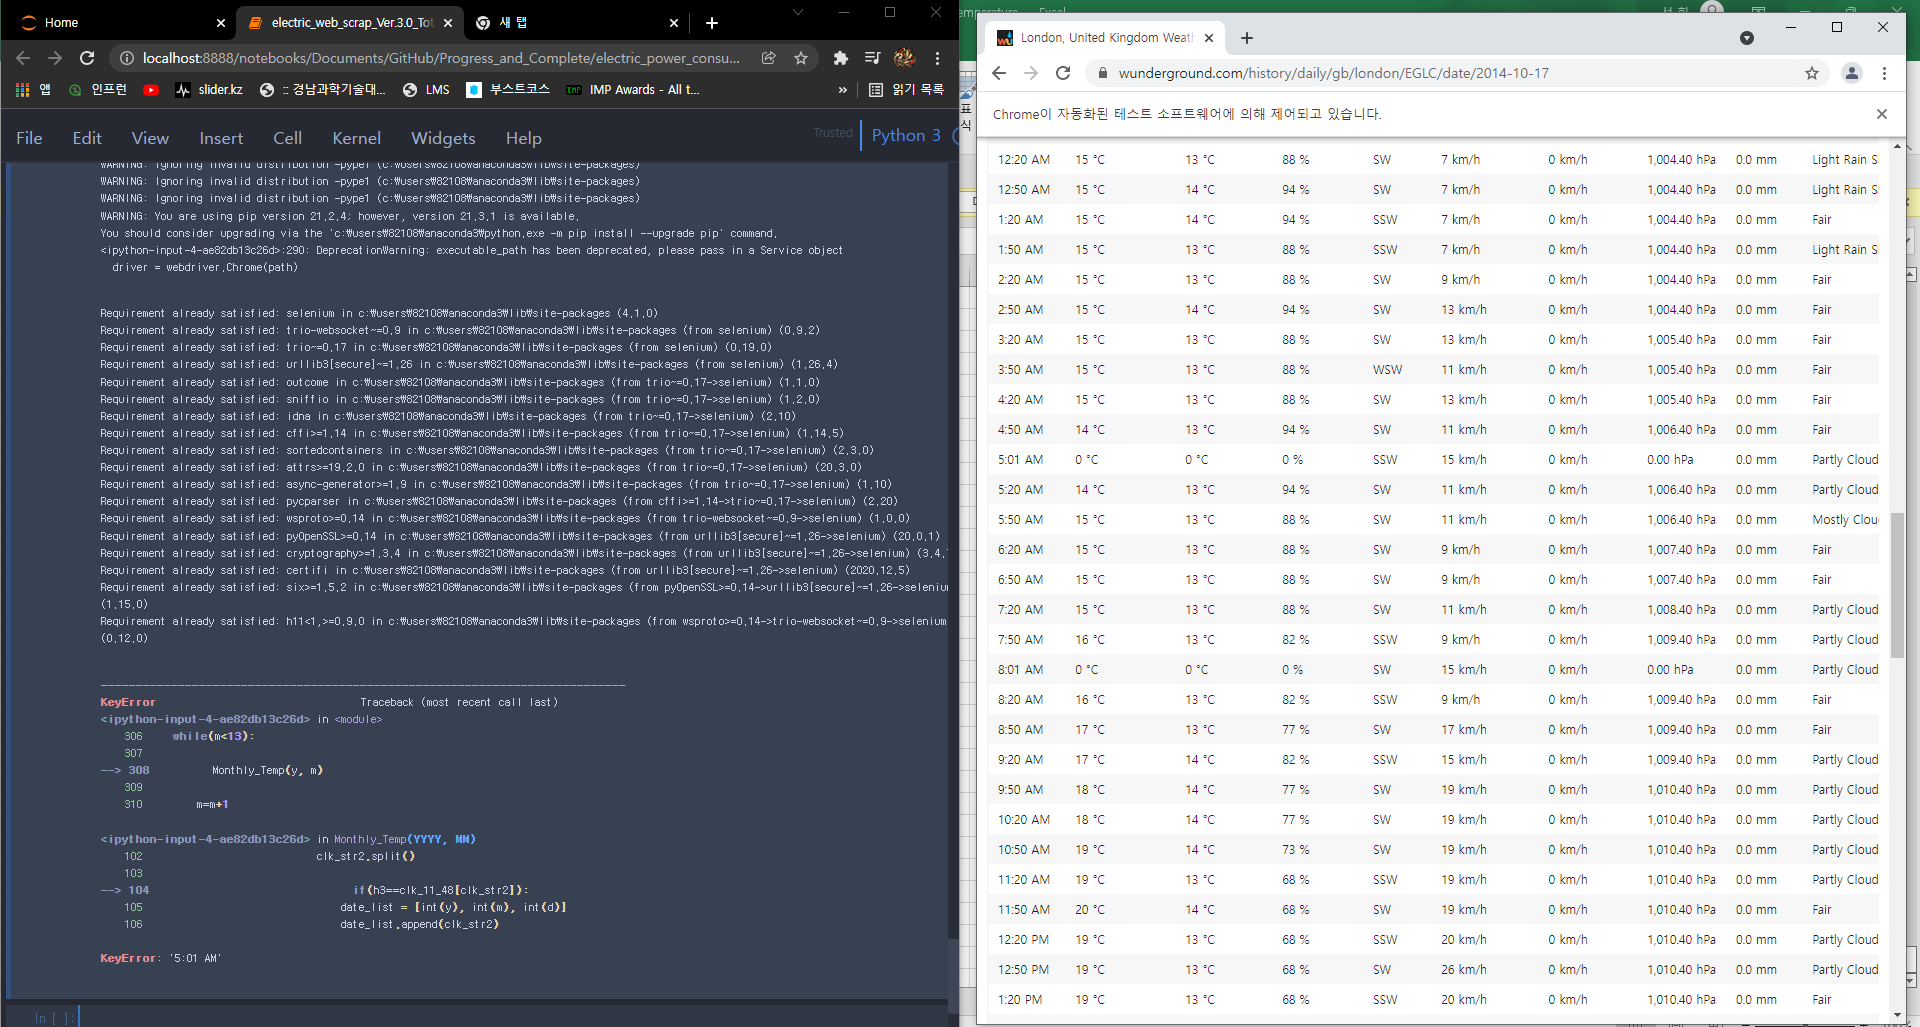 Home
electric_web_scrap_Ver.3.0_Tot
새 탭
localhost:8888/notebooks/Documents/GitHub/Progress_and_Complete/electric_power_consu...
앱
인프런
slider.kz
:: 경남과학기술대...
LMS
부스트코스
IMP Awards - All t...
»
읽기 목록
File Edit View Insert Cell Kernel Widgets Help
Trusted
Python 3
WARNING: Ignoring invalid distribution -pype1 (c:₩users₩82108₩anaconda3₩lib₩site-packages)
WARNING: Ignoring invalid distribution -pype1 (c:₩users₩82108₩anaconda3₩lib₩site-packages)
WARNING: Ignoring invalid distribution -pype1 (c:₩users₩82108₩anaconda3₩lib₩site-packages)
WARNING: You are using pip version 21.2.4; however, version 21.3.1 is available.
You should consider upgrading via the 'c:₩users₩82108₩anaconda3₩python.exe -m pip install --upgrade pip' command.
<ipython-input-4-ae82db13c26d>:290: DeprecationWarning: executable_path has been deprecated, please pass in a Service object
driver = webdriver.Chrome(path)
Requirement already satisfied: selenium in c:₩users₩82108₩anaconda3₩lib₩site-packages (4.1.0)
Requirement already satisfied: trio-websocket~=0.9 in c:₩users₩82108₩anaconda3₩lib₩site-packages (from selenium) (0.9.2)
Requirement already satisfied: trio~=0.17 in c:₩users₩82108₩anaconda3₩lib₩site-packages (from selenium) (0.19.0)
Requirement already satisfied: urllib3[secure]~=1.26 in c:₩users₩82108₩anaconda3₩lib₩site-packages (from selenium) (1.26.4)
Requirement already satisfied: outcome in c:₩users₩82108₩anaconda3₩lib₩site-packages (from trio~=0.17->selenium) (1.1.0)
Requirement already satisfied: sniffio in c:₩users₩82108₩anaconda3₩lib₩site-packages (from trio~=0.17->selenium) (1.2.0)
Requirement already satisfied: idna in c:₩users₩82108₩anaconda3₩lib₩site-packages (from trio~=0.17->selenium) (2.10)
Requirement already satisfied: cffi>=1.14 in c:₩users₩82108₩anaconda3₩lib₩site-packages (from trio~=0.17->selenium) (1.14.5)
Requirement already satisfied: sortedcontainers in c:₩users₩82108₩anaconda3₩lib₩site-packages (from trio~=0.17->selenium) (2.3.0)
Requirement already satisfied: attrs>=19.2.0 in c:₩users₩82108₩anaconda3₩lib₩site-packages (from trio~=0.17->selenium) (20.3.0)
Requirement already satisfied: async-generator>=1.9 in c:₩users₩82108₩anaconda3₩lib₩site-packages (from trio~=0.17->selenium) (1.10)
Requirement already satisfied: pycparser in c:₩users₩82108₩anaconda3₩lib₩site-packages (from cffi>=1.14->trio~=0.17->selenium) (2.20)
Requirement already satisfied: wsproto>=0.14 in c:₩users₩82108₩anaconda3₩lib₩site-packages (from trio-websocket~=0.9->selenium) (1.0.0)
Requirement already satisfied: pyOpenSSL>=0.14 in c:₩users₩82108₩anaconda3₩lib₩site-packages (from urllib3[secure]~=1.26->selenium) (20.0.1)
Requirement already satisfied: cryptography>=1.3.4 in c:₩users₩82108₩anaconda3₩lib₩site-packages (from urllib3[secure]~=1.26->selenium) (3.4.
Requirement already satisfied: certifi in c:₩users₩82108₩anaconda3₩lib₩site-packages (from urllib3[secure]~=1.26->selenium) (2020.12.5)
Requirement already satisfied: six>=1.5.2 in c:₩users₩82108₩anaconda3₩lib₩site-packages (from pyOpenSSL>=0.14->urllib3[secure]~=1.26->selenium
(1.15.0)
Requirement already satisfied: h11<1,>=0.9.0 in c:₩users₩82108₩anaconda3₩lib₩site-packages (from wsproto>=0.14->trio-websocket~=0.9->selenium
(0.12.0)
KeyError Traceback (most recent call last)
<ipython-input-4-ae82db13c26d> in <module>
306 while(m<13):
307
--> 308 Monthly_Temp(y, m)
309
310 m=m+1
<ipython-input-4-ae82db13c26d> in Monthly_Temp(YYYY, MM)
102 clk_str2.split()
103
--> 104 if(h3==clk_11_48[clk_str2]):
105 date_list = [int(y), int(m), int(d)]
106 date_list.append(clk_str2)
KeyError: '5:01 AM'
In [ ]:
표
식
London, United Kingdom Weath
wunderground.com/history/daily/gb/london/EGLC/date/2014-10-17
Chrome이 자동화된 테스트 소프트웨어에 의해 제어되고 있습니다.
12:20 AM 15 °C 13 °C 88 % SW 7 km/h 0 km/h 1,004.40 hPa 0.0 mm Light Rain S
12:50 AM 15 °C 14 °C 94 % SW 7 km/h 0 km/h 1,004.40 hPa 0.0 mm Light Rain S
1:20 AM 15 °C 14 °C 94 % SSW 7 km/h 0 km/h 1,004.40 hPa 0.0 mm Fair
1:50 AM 15 °C 13 °C 88 % SSW 7 km/h 0 km/h 1,004.40 hPa 0.0 mm Light Rain S
2:20 AM 15 °C 13 °C 88 % SW 9 km/h 0 km/h 1,004.40 hPa 0.0 mm Fair
2:50 AM 15 °C 14 °C 94 % SW 13 km/h 0 km/h 1,004.40 hPa 0.0 mm Fair
3:20 AM 15 °C 13 °C 88 % SW 13 km/h 0 km/h 1,005.40 hPa 0.0 mm Fair
3:50 AM 15 °C 13 °C 88 % WSW 11 km/h 0 km/h 1,005.40 hPa 0.0 mm Fair
4:20 AM 15 °C 13 °C 88 % SW 13 km/h 0 km/h 1,005.40 hPa 0.0 mm Fair
4:50 AM 14 °C 13 °C 94 % SW 11 km/h 0 km/h 1,006.40 hPa 0.0 mm Fair
5:01 AM 0 °C 0 °C 0 % SSW 15 km/h 0 km/h 0.00 hPa 0.0 mm Partly Cloud
5:20 AM 14 °C 13 °C 94 % SW 11 km/h 0 km/h 1,006.40 hPa 0.0 mm Partly Cloud
5:50 AM 15 °C 13 °C 88 % SW 11 km/h 0 km/h 1,006.40 hPa 0.0 mm Mostly Clou
6:20 AM 15 °C 13 °C 88 % SW 9 km/h 0 km/h 1,007.40 hPa 0.0 mm Fair
6:50 AM 15 °C 13 °C 88 % SW 9 km/h 0 km/h 1,007.40 hPa 0.0 mm Fair
7:20 AM 15 °C 13 °C 88 % SW 11 km/h 0 km/h 1,008.40 hPa 0.0 mm Partly Cloud
7:50 AM 16 °C 13 °C 82 % SSW 9 km/h 0 km/h 1,009.40 hPa 0.0 mm Partly Cloud
8:01 AM 0 °C 0 °C 0 % SW 15 km/h 0 km/h 0.00 hPa 0.0 mm Partly Cloud
8:20 AM 16 °C 13 °C 82 % SSW 9 km/h 0 km/h 1,009.40 hPa 0.0 mm Fair
8:50 AM 17 °C 13 °C 77 % SW 17 km/h 0 km/h 1,009.40 hPa 0.0 mm Fair
9:20 AM 17 °C 14 °C 82 % SSW 15 km/h 0 km/h 1,009.40 hPa 0.0 mm Partly Cloud
9:50 AM 18 °C 14 °C 77 % SW 19 km/h 0 km/h 1,010.40 hPa 0.0 mm Partly Cloud
10:20 AM 18 °C 14 °C 77 % SW 19 km/h 0 km/h 1,010.40 hPa 0.0 mm Partly Cloud
10:50 AM 19 °C 14 °C 73 % SW 19 km/h 0 km/h 1,010.40 hPa 0.0 mm Partly Cloud
11:20 AM 19 °C 13 °C 68 % SSW 19 km/h 0 km/h 1,010.40 hPa 0.0 mm Partly Cloud
11:50 AM 20 °C 14 °C 68 % SW 19 km/h 0 km/h 1,010.40 hPa 0.0 mm Fair
12:20 PM 19 °C 13 °C 68 % SSW 20 km/h 0 km/h 1,010.40 hPa 0.0 mm Partly Cloud
12:50 PM 19 °C 13 °C 68 % SW 26 km/h 0 km/h 1,010.40 hPa 0.0 mm Partly Cloud
1:20 PM 19 °C 13 °C 68 % SSW 20 km/h 0 km/h 1,010.40 hPa 0.0 mm Fair